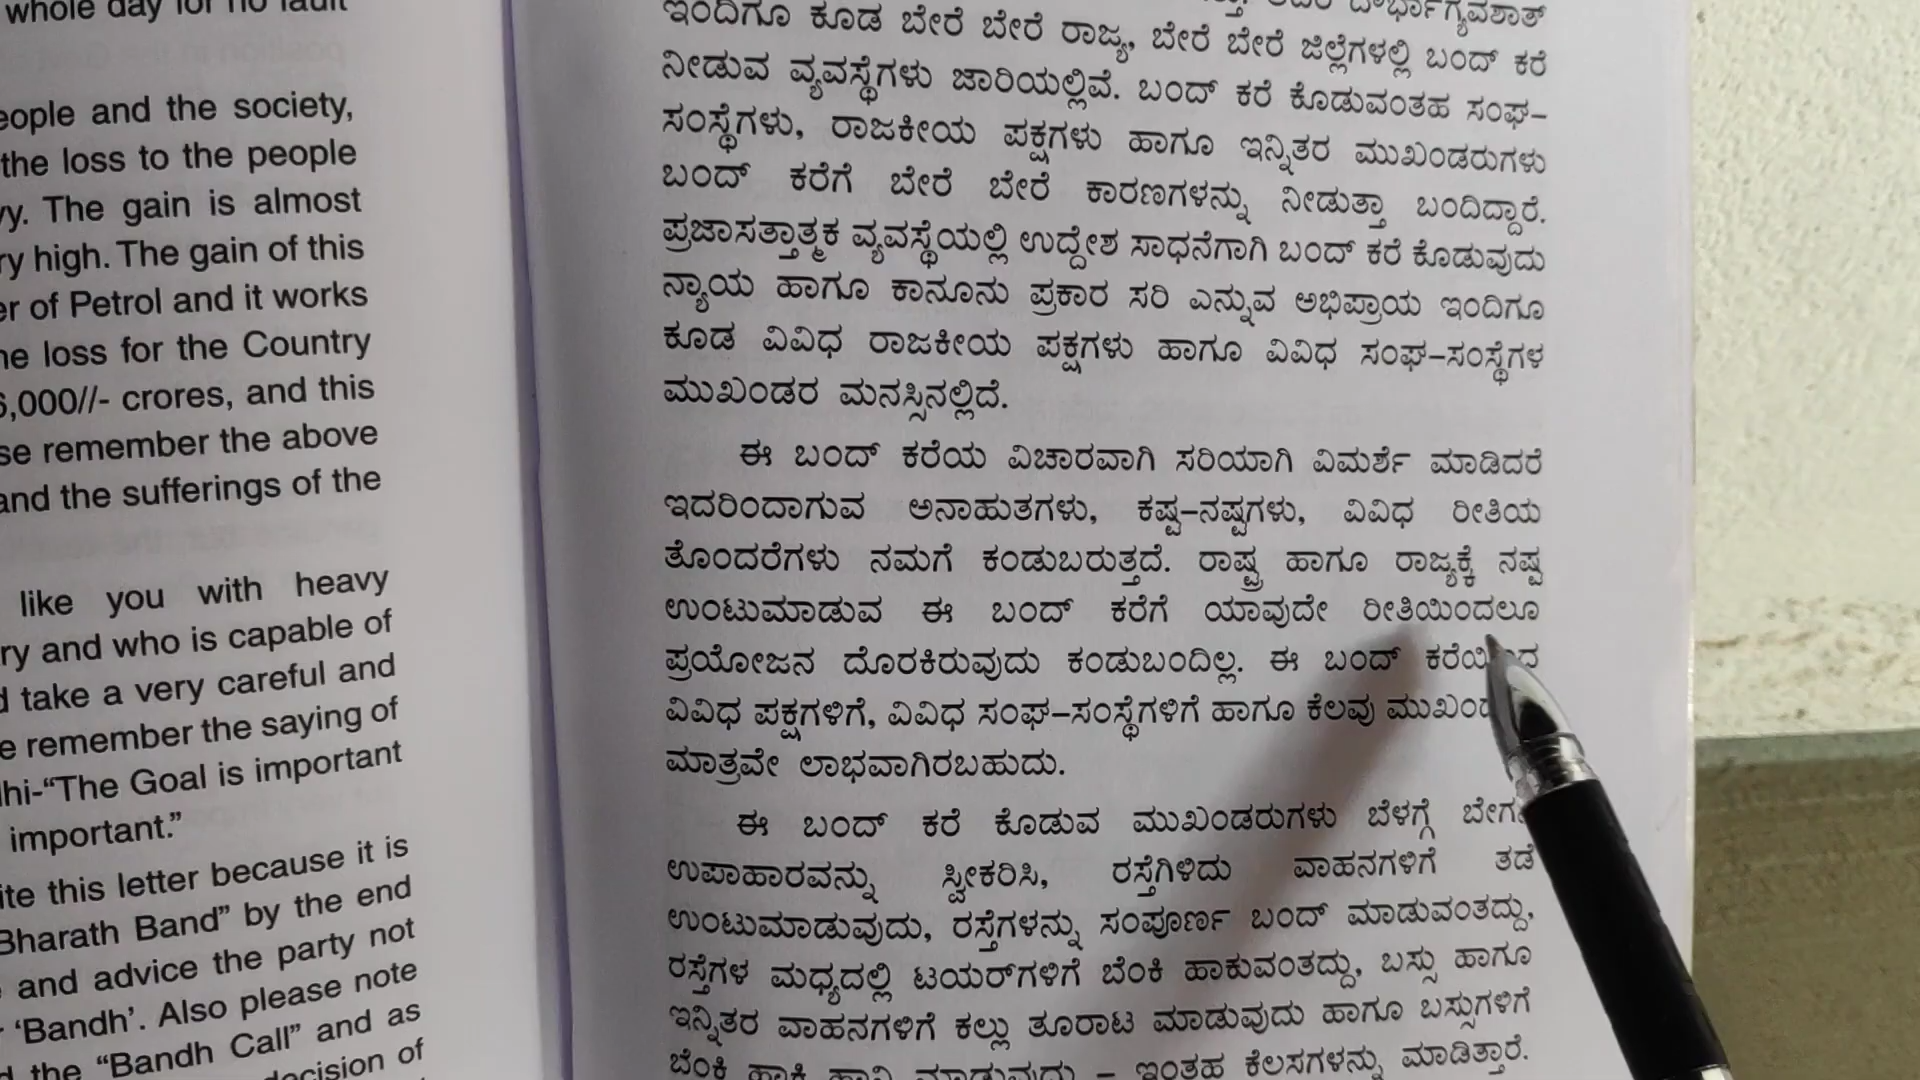 whole day for no fault
people and the society,
the loss to the people
The gain is almost
high. The gain of this
of Petrol and it works
loss for the Country
6,000//- crores, and this
remember the above
and the sufferings of the
like you with heavy
and who is capable of
take a very careful and
remember the saying of
“The Goal is important
important.”
this letter because it is
Bharath Band” by the end
and advice the party not
‘Bandh’. Also please note
the “Bandh Call” and as
decision of
ಇಂದಿಗೂ ಕೂಡ ಬೇರೆ ಬೇರೆ ರಾಜ್ಯ, ಬೇರೆ ಬೇರೆ ಜಿಲ್ಲೆಗಳಲ್ಲಿ ಬಂದ್ ಕರೆ
ನೀಡುವ ವ್ಯವಸ್ಥೆಗಳು ಜಾರಿಯಲ್ಲಿವೆ. ಬಂದ್ ಕರೆ ಕೊಡುವಂತಹ ಸಂಘ–
ಸಂಸ್ಥೆಗಳು, ರಾಜಕೀಯ ಪಕ್ಷಗಳು ಹಾಗೂ ಇನ್ನಿತರ ಮುಖಂಡರುಗಳು
ಬಂದ್ ಕರೆಗೆ ಬೇರೆ ಬೇರೆ ಕಾರಣಗಳನ್ನು ನೀಡುತ್ತಾ ಬಂದಿದ್ದಾರೆ.
ಪ್ರಜಾಸತ್ತಾತ್ಮಕ ವ್ಯವಸ್ಥೆಯಲ್ಲಿ ಉದ್ದೇಶ ಸಾಧನೆಗಾಗಿ ಬಂದ್ ಕರೆ ಕೊಡುವುದು
ನ್ಯಾಯ ಹಾಗೂ ಕಾನೂನು ಪ್ರಕಾರ ಸರಿ ಎನ್ನುವ ಅಭಿಪ್ರಾಯ ಇಂದಿಗೂ
ಕೂಡ ವಿವಿಧ ರಾಜಕೀಯ ಪಕ್ಷಗಳು ಹಾಗೂ ವಿವಿಧ ಸಂಘ–ಸಂಸ್ಥೆಗಳ
ಮುಖಂಡರ ಮನಸ್ಸಿನಲ್ಲಿದೆ.
ಈ ಬಂದ್ ಕರೆಯ ವಿಚಾರವಾಗಿ ಸರಿಯಾಗಿ ವಿಮರ್ಶೆ ಮಾಡಿದರೆ
ಇದರಿಂದಾಗುವ ಅನಾಹುತಗಳು, ಕಷ್ಟ–ನಷ್ಟಗಳು, ವಿವಿಧ ರೀತಿಯ
ತೊಂದರೆಗಳು ನಮಗೆ ಕಂಡುಬರುತ್ತದೆ. ರಾಷ್ಟ್ರ ಹಾಗೂ ರಾಜ್ಯಕ್ಕೆ ನಷ್ಟ
ಉಂಟುಮಾಡುವ ಈ ಬಂದ್ ಕರೆಗೆ ಯಾವುದೇ ರೀತಿಯಿಂದಲೂ
ಪ್ರಯೋಜನ ದೊರಕಿರುವುದು ಕಂಡುಬಂದಿಲ್ಲ. ಈ ಬಂದ್ ಕರೆಯಿಂದ
ವಿವಿಧ ಪಕ್ಷಗಳಿಗೆ, ವಿವಿಧ ಸಂಘ–ಸಂಸ್ಥೆಗಳಿಗೆ ಹಾಗೂ ಕೆಲವು
ಮಾತ್ರವೇ ಲಾಭವಾಗಿರಬಹುದು.
ಈ ಬಂದ್ ಕರೆ ಕೊಡುವ ಮುಖಂಡರುಗಳು ಬೆಳಗ್ಗೆ
ಉಪಾಹಾರವನ್ನು ಸ್ವೀಕರಿಸಿ, ರಸ್ತೆಗಿಳಿದು ವಾಹನಗಳಿಗೆ ತಡೆ
ಉಂಟುಮಾಡುವುದು, ರಸ್ತೆಗಳನ್ನು ಸಂಪೂರ್ಣ ಬಂದ್ ಮಾಡುವಂತದ್ದು,
ರಸ್ತೆಗಳ ಮಧ್ಯದಲ್ಲಿ ಟಯರ್‌ಗಳಿಗೆ ಬೆಂಕಿ ಹಾಕುವಂತದ್ದು, ಬಸ್ಸು ಹಾಗೂ
ಇನ್ನಿತರ ವಾಹನಗಳಿಗೆ ಕಲ್ಲು ತೂರಾಟ ಮಾಡುವುದು ಹಾಗೂ ಬಸ್ಸುಗಳಿಗೆ
ಬೆಂಕಿ ಹಾಕಿ ಹಾನಿ ಮಾಡುವುದು – ಇಂತಹ ಕೆಲಸಗಳನ್ನು ಮಾಡಿತ್ತಾರೆ.